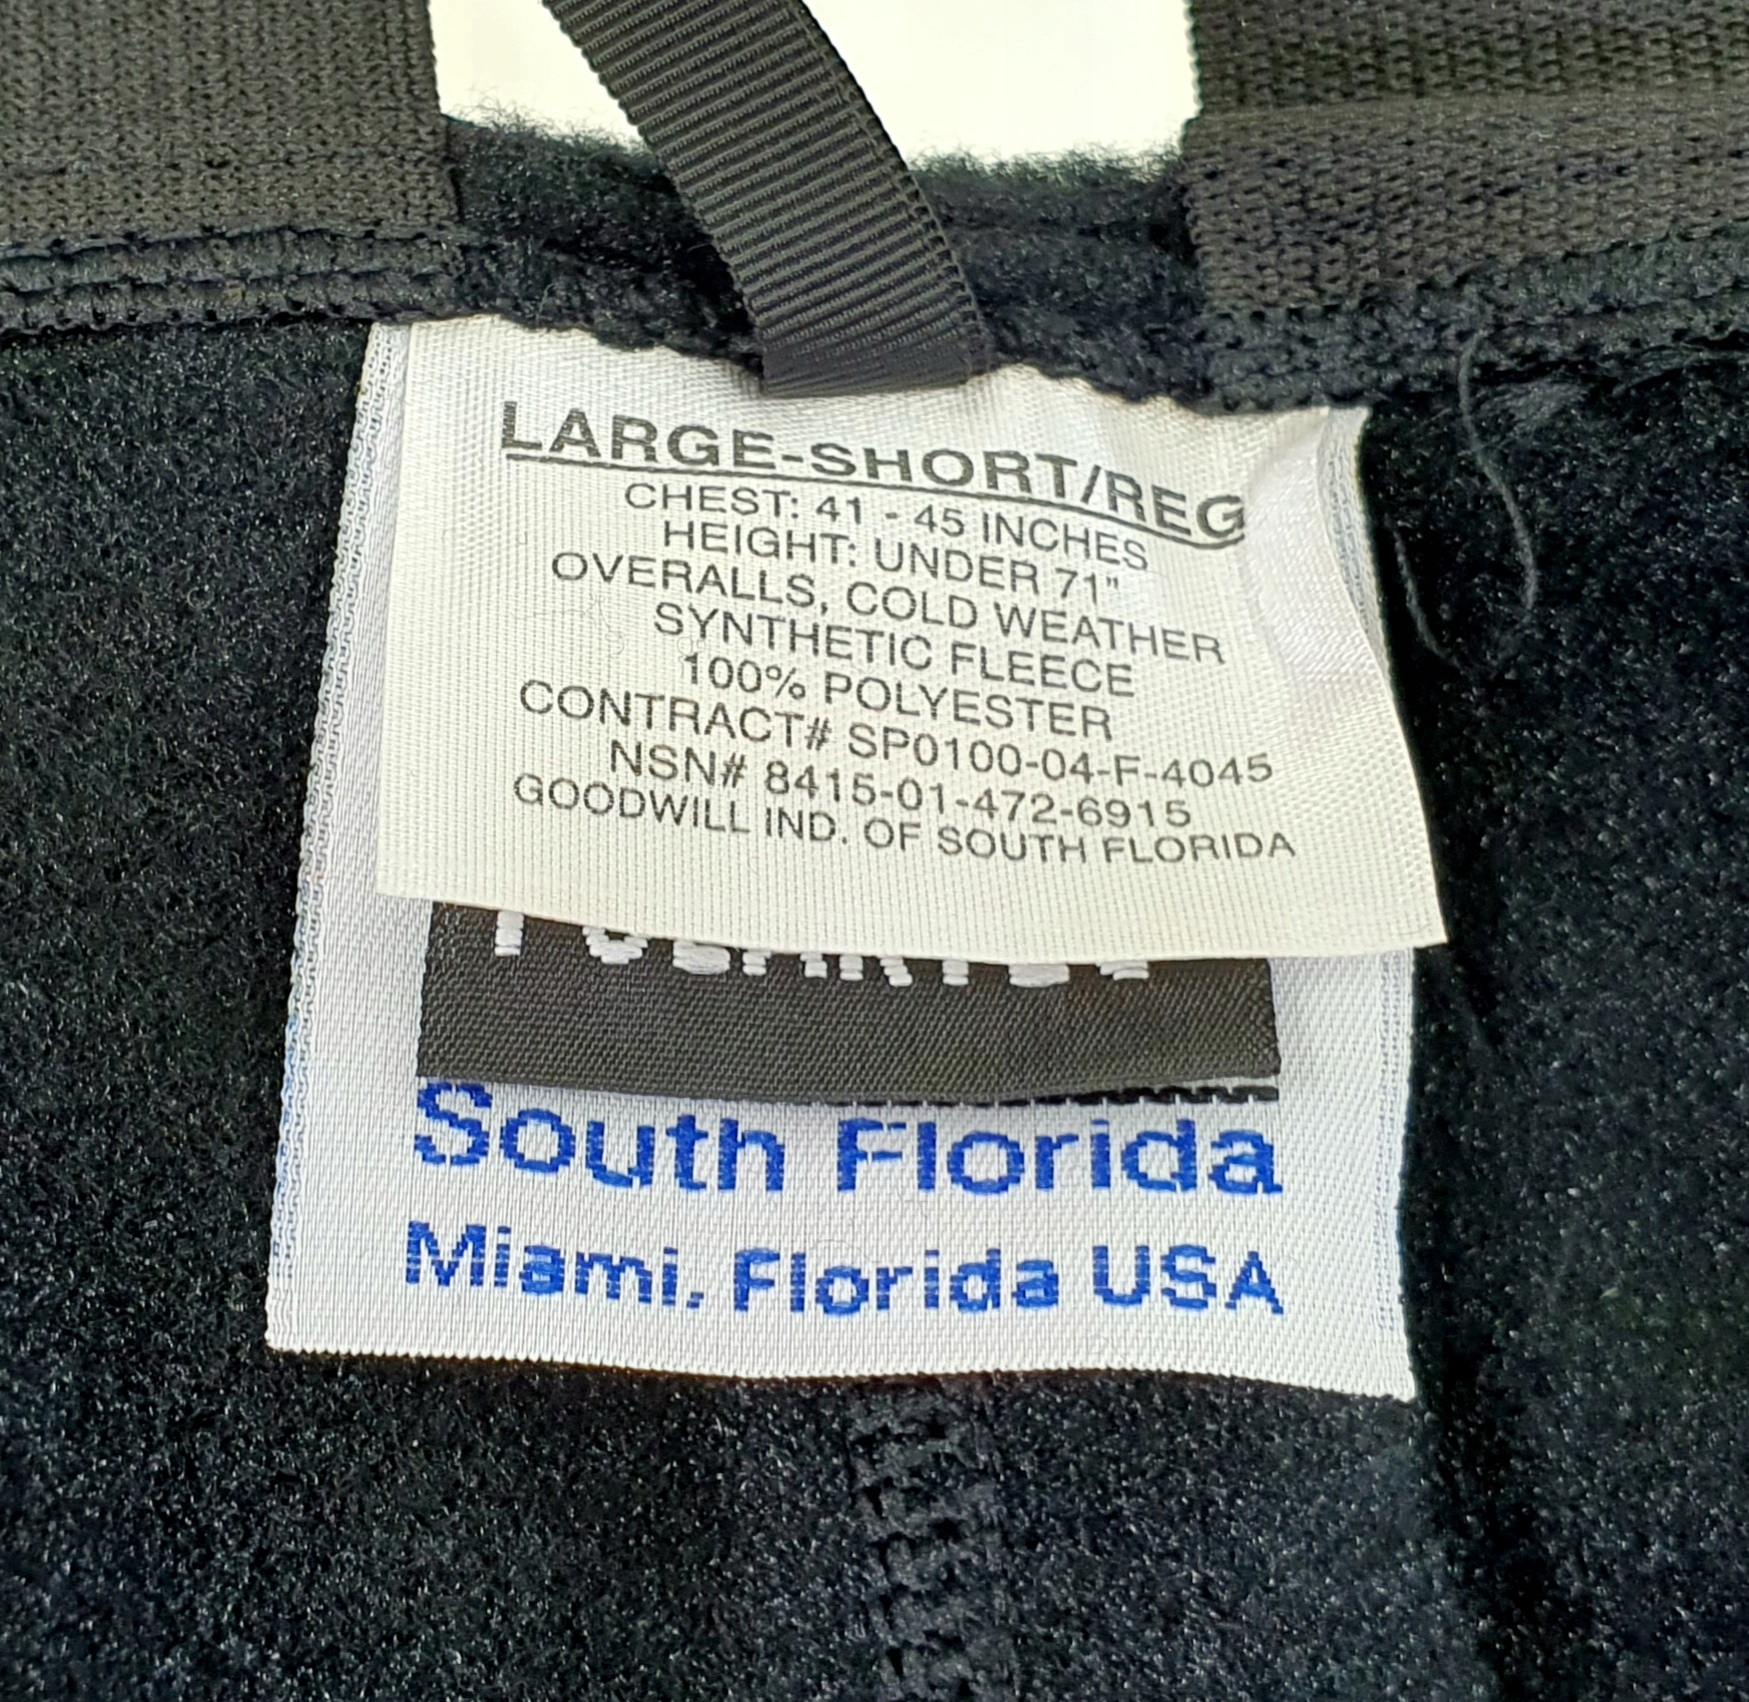 LARGE-SHORT/REG
CHEST: 41 - 45 INCHES
HEIGHT: UNDER 71"
OVERALLS, COLD WEATHER
SYNTHETIC FLEECE
100% POLYESTER
CONTRACT# SP0100-04-F-4045
NSN# 8415-01-472-6915
GOODWILL IND. OF SOUTH FLORIDA
South Florida
Miami, Florida USA